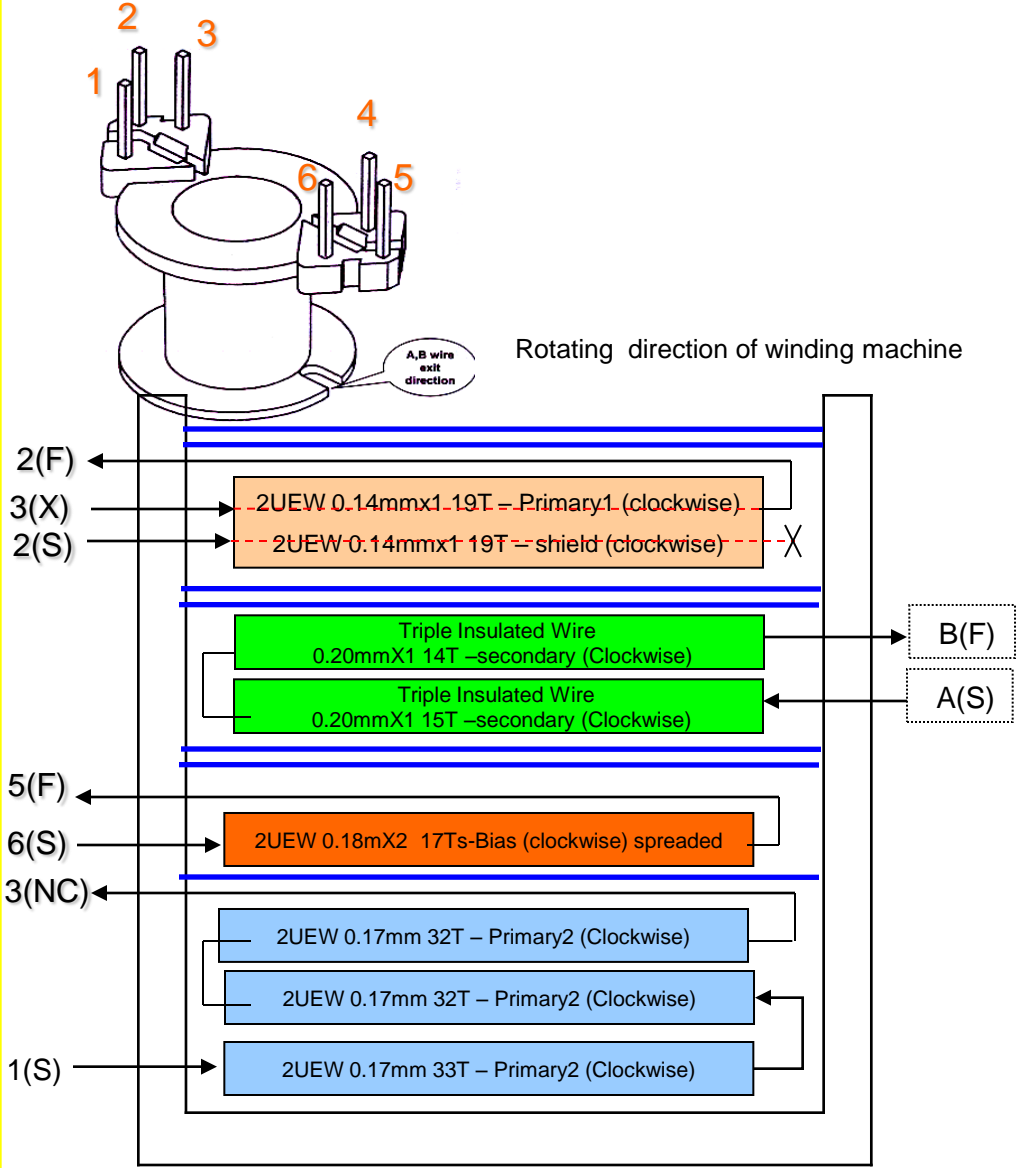 2
3
1
4
6
5
A,B wire
exit
direction
Rotating direction of winding machine
2(F)
3(X)
2UEW 0.14mmx1 19T – Primary1 (clockwise)
2(S)
2UEW 0.14mmx1 19T – shield (clockwise)
X
Triple Insulated Wire
0.20mmX1 14T –secondary (Clockwise)
B(F)
Triple Insulated Wire
0.20mmX1 15T –secondary (Clockwise)
A(S)
5(F)
6(S)
2UEW 0.18mX2 17Ts-Bias (clockwise) spreaded
3(NC)
2UEW 0.17mm 32T – Primary2 (Clockwise)
2UEW 0.17mm 32T – Primary2 (Clockwise)
1(S)
2UEW 0.17mm 33T – Primary2 (Clockwise)